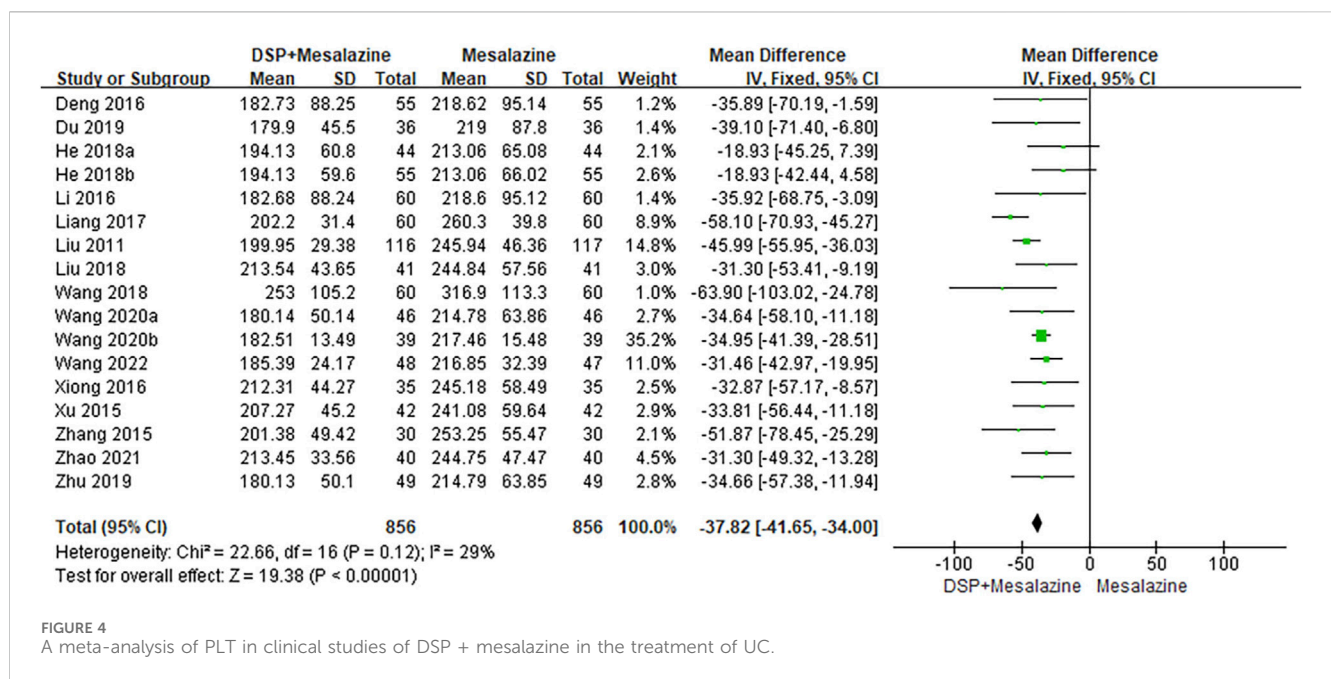 DSP+Mesalazine Mesalazine Mean Difference Mean Difference
Study or Subgroup Mean SD Total Mean SD Total Weight IV, Fixed, 95% CI IV, Fixed, 95% CI
Deng 2016 182.73 88.25 55 218.62 95.14 55 1.2% -35.89 [-70.19, -1.59]
Du 2019 179.9 45.5 36 219 87.8 36 1.4% -39.10 [-71.40, -6.80]
He 2018a 194.13 60.8 44 213.06 65.08 44 2.1% -18.93 [-45.25, 7.39]
He 2018b 194.13 59.6 55 213.06 66.02 55 2.6% -18.93 [-42.44, 4.58]
Li 2016 182.68 88.24 60 218.6 95.12 60 1.4% -35.92 [-68.75, -3.09]
Liang 2017 202.2 31.4 60 260.3 39.8 60 8.9% -58.10 [-70.93, -45.27]
Liu 2011 199.95 29.38 116 245.94 46.36 117 14.8% -45.99 [-55.95, -36.03]
Liu 2018 213.54 43.65 41 244.84 57.56 41 3.0% -31.30 [-53.41, -9.19]
Wang 2018 253 105.2 60 316.9 113.3 60 1.0% -63.90 [-103.02, -24.78]
Wang 2020a 180.14 50.14 46 214.78 63.86 46 2.7% -34.64 [-58.10, -11.18]
Wang 2020b 182.51 13.49 39 217.46 15.48 39 35.2% -34.95 [-41.39, -28.51]
Wang 2022 185.39 24.17 48 216.85 32.39 47 11.0% -31.46 [-42.97, -19.95]
Xiong 2016 212.31 44.27 35 245.18 58.49 35 2.5% -32.87 [-57.17, -8.57]
Xu 2015 207.27 45.2 42 241.08 59.64 42 2.9% -33.81 [-56.44, -11.18]
Zhang 2015 201.38 49.42 30 253.25 55.47 30 2.1% -51.87 [-78.45, -25.29]
Zhao 2021 213.45 33.56 40 244.75 47.47 40 4.5% -31.30 [-49.32, -13.28]
Zhu 2019 180.13 50.1 49 214.79 63.85 49 2.8% -34.66 [-57.38, -11.94]
Total (95% CI) 856 856 100.0% -37.82 [-41.65, -34.00]
Heterogeneity: Chi² = 22.66, df = 16 (P = 0.12); I² = 29%
Test for overall effect: Z = 19.38 (P < 0.00001)
-100 -50 0 50 100
DSP+Mesalazine Mesalazine
FIGURE 4
A meta-analysis of PLT in clinical studies of DSP + mesalazine in the treatment of UC.